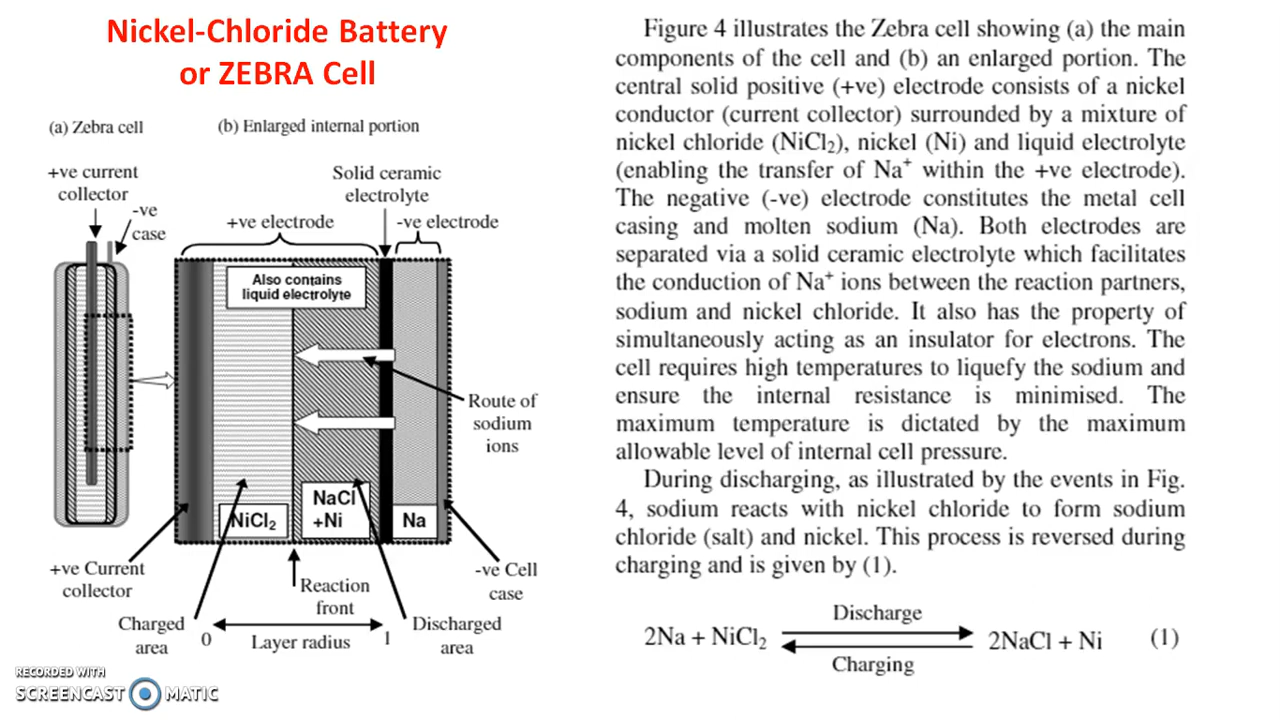 Nickel-Chloride Battery
or ZEBRA Cell
(a) Zebra cell
(b) Enlarged internal portion
+ve current
collector
-ve
case
Solid ceramic
electrolyte
+ve electrode
-ve electrode
Also contains
liquid electrolyte
Route of
sodium
ions
NiCl₂
NaCl
+Ni
Na
+ve Current
collector
Reaction
front
-ve Cell
case
Charged
area
0
Layer radius
1
Discharged
area
RECORDED WITH
SCREENCAST MATIC
Figure 4 illustrates the Zebra cell showing (a) the main
components of the cell and (b) an enlarged portion. The
central solid positive (+ve) electrode consists of a nickel
conductor (current collector) surrounded by a mixture of
nickel chloride (NiCl₂), nickel (Ni) and liquid electrolyte
(enabling the transfer of Na⁺ within the +ve electrode).
The negative (-ve) electrode constitutes the metal cell
casing and molten sodium (Na). Both electrodes are
separated via a solid ceramic electrolyte which facilitates
the conduction of Na⁺ ions between the reaction partners,
sodium and nickel chloride. It also has the property of
simultaneously acting as an insulator for electrons. The
cell requires high temperatures to liquefy the sodium and
ensure the internal resistance is minimised. The
maximum temperature is dictated by the maximum
allowable level of internal cell pressure.
During discharging, as illustrated by the events in Fig.
4, sodium reacts with nickel chloride to form sodium
chloride (salt) and nickel. This process is reversed during
charging and is given by (1).
Discharge
2Na + NiCl₂ 2NaCl + Ni (1)
Charging